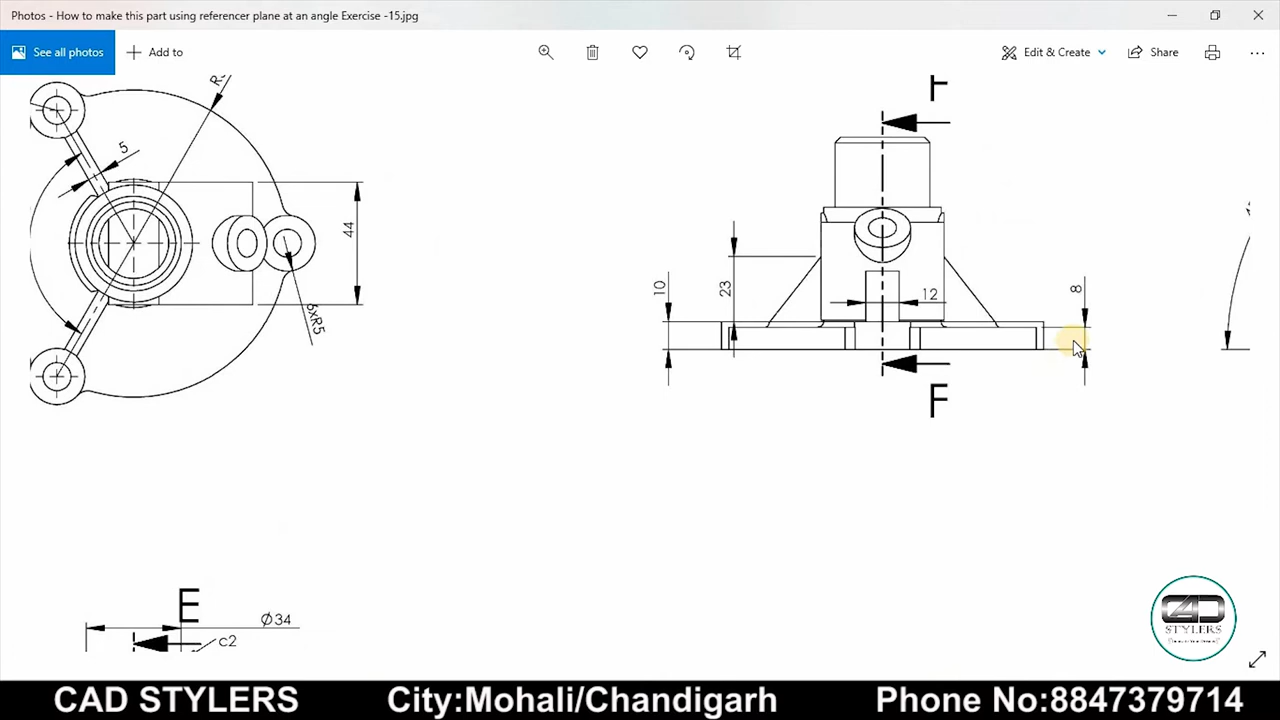 Photos - How to make this part using referencer plane at an angle Exercise -15.jpg
See all photos
Add to
Edit & Create
Share
5
44
10
23
12
8
F
F
E
Ø34
c2
CAD
STYLERS
CAD STYLERS City:Mohali/Chandigarh Phone No:8847379714